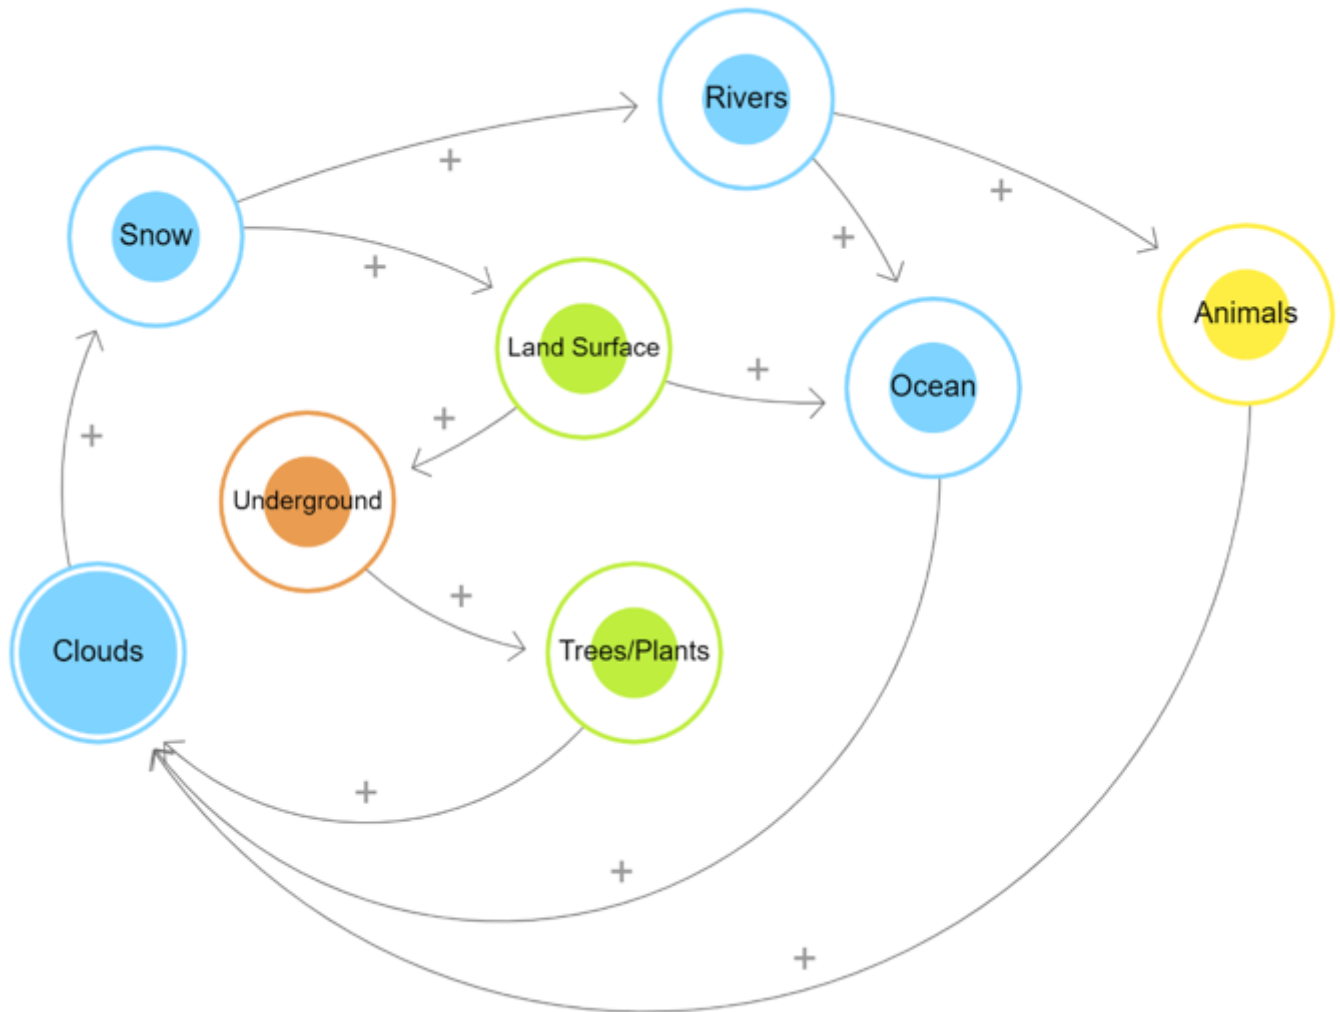 Rivers
+
Snow
+
+
+
Animals
Land Surface
+
Ocean
+
+
Underground
+
Trees/Plants
Clouds
+
+
+